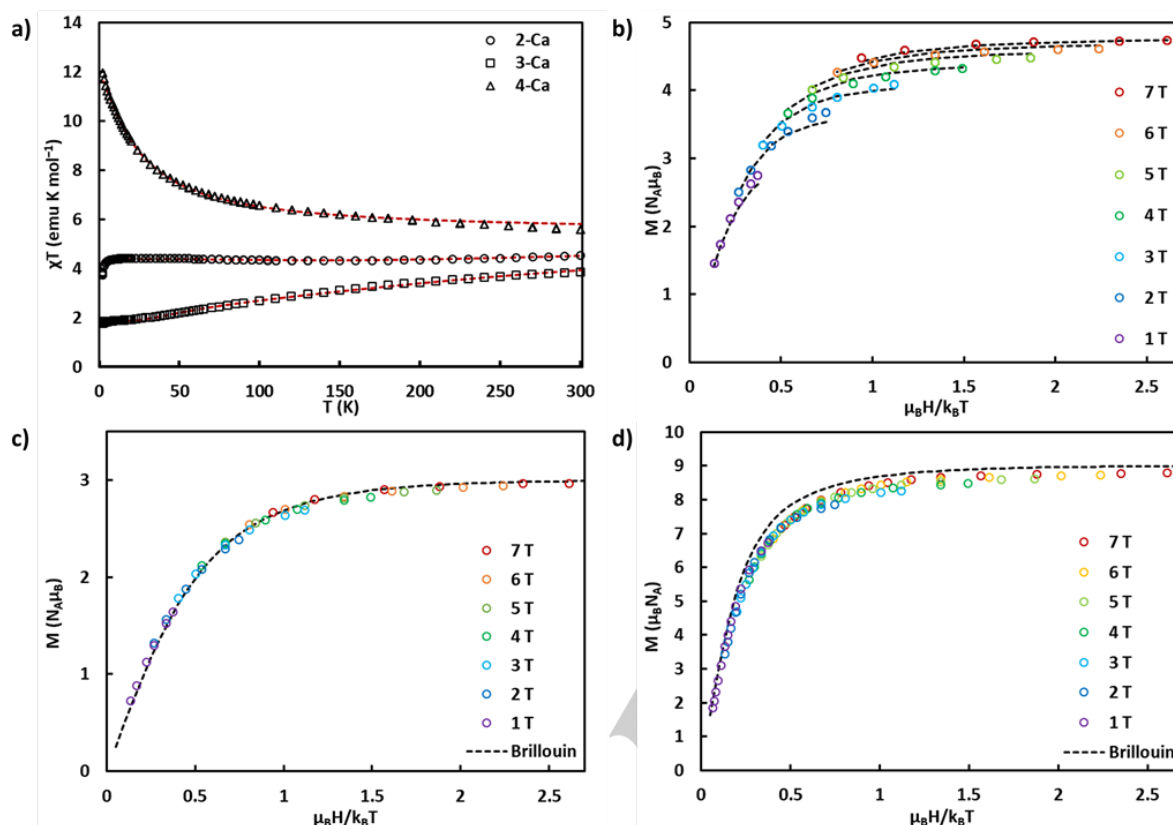 a)
χT (emu K mol⁻¹)
14
12
10
8
6
4
2
0
2-Ca
3-Ca
4-Ca
0
50
100
150
200
250
300
T (K)
b)
M (NAμB)
5
4
3
2
1
0
7 T
6 T
5 T
4 T
3 T
2 T
1 T
0
0.5
1
1.5
2
2.5
μBH/kBT
c)
M (NAμB)
3
2
1
0
7 T
6 T
5 T
4 T
3 T
2 T
1 T
Brillouin
0
0.5
1
1.5
2
2.5
μBH/kBT
d)
M (μBNA)
10
9
8
7
6
5
4
3
2
1
0
7 T
6 T
5 T
4 T
3 T
2 T
1 T
Brillouin
0
0.5
1
1.5
2
2.5
μBH/kBT